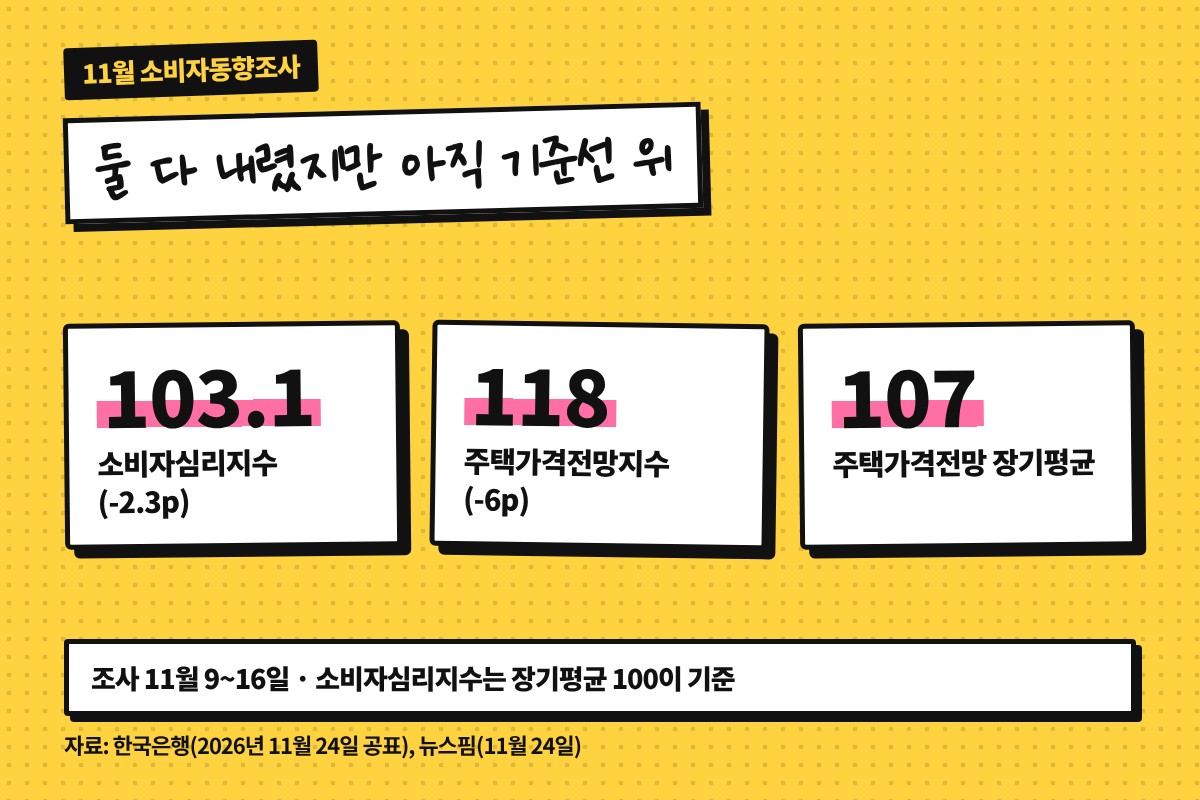 11월 소비자동향조사
둘 다 내렸지만 아직 기준선 위
103.1
소비자심리지수
(-2.3p)
118
주택가격전망지수
(-6p)
107
주택가격전망 장기평균
조사 11월 9~16일 · 소비자심리지수는 장기평균 100이 기준
자료: 한국은행(2026년 11월 24일 공표), 뉴스핌(11월 24일)